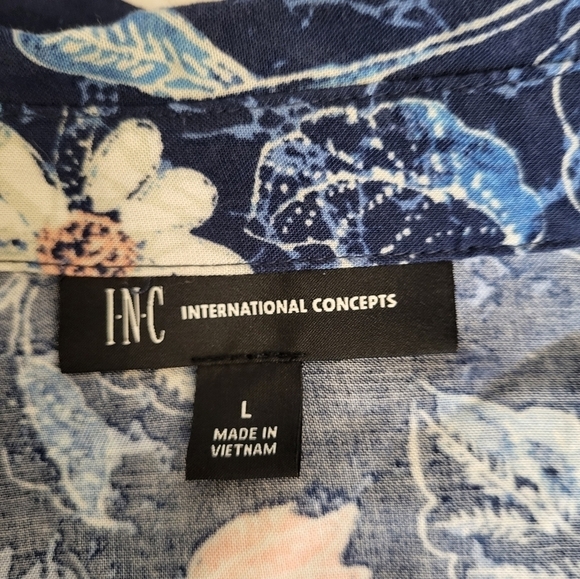 I·N·C INTERNATIONAL CONCEPTS
L
MADE IN
VIETNAM